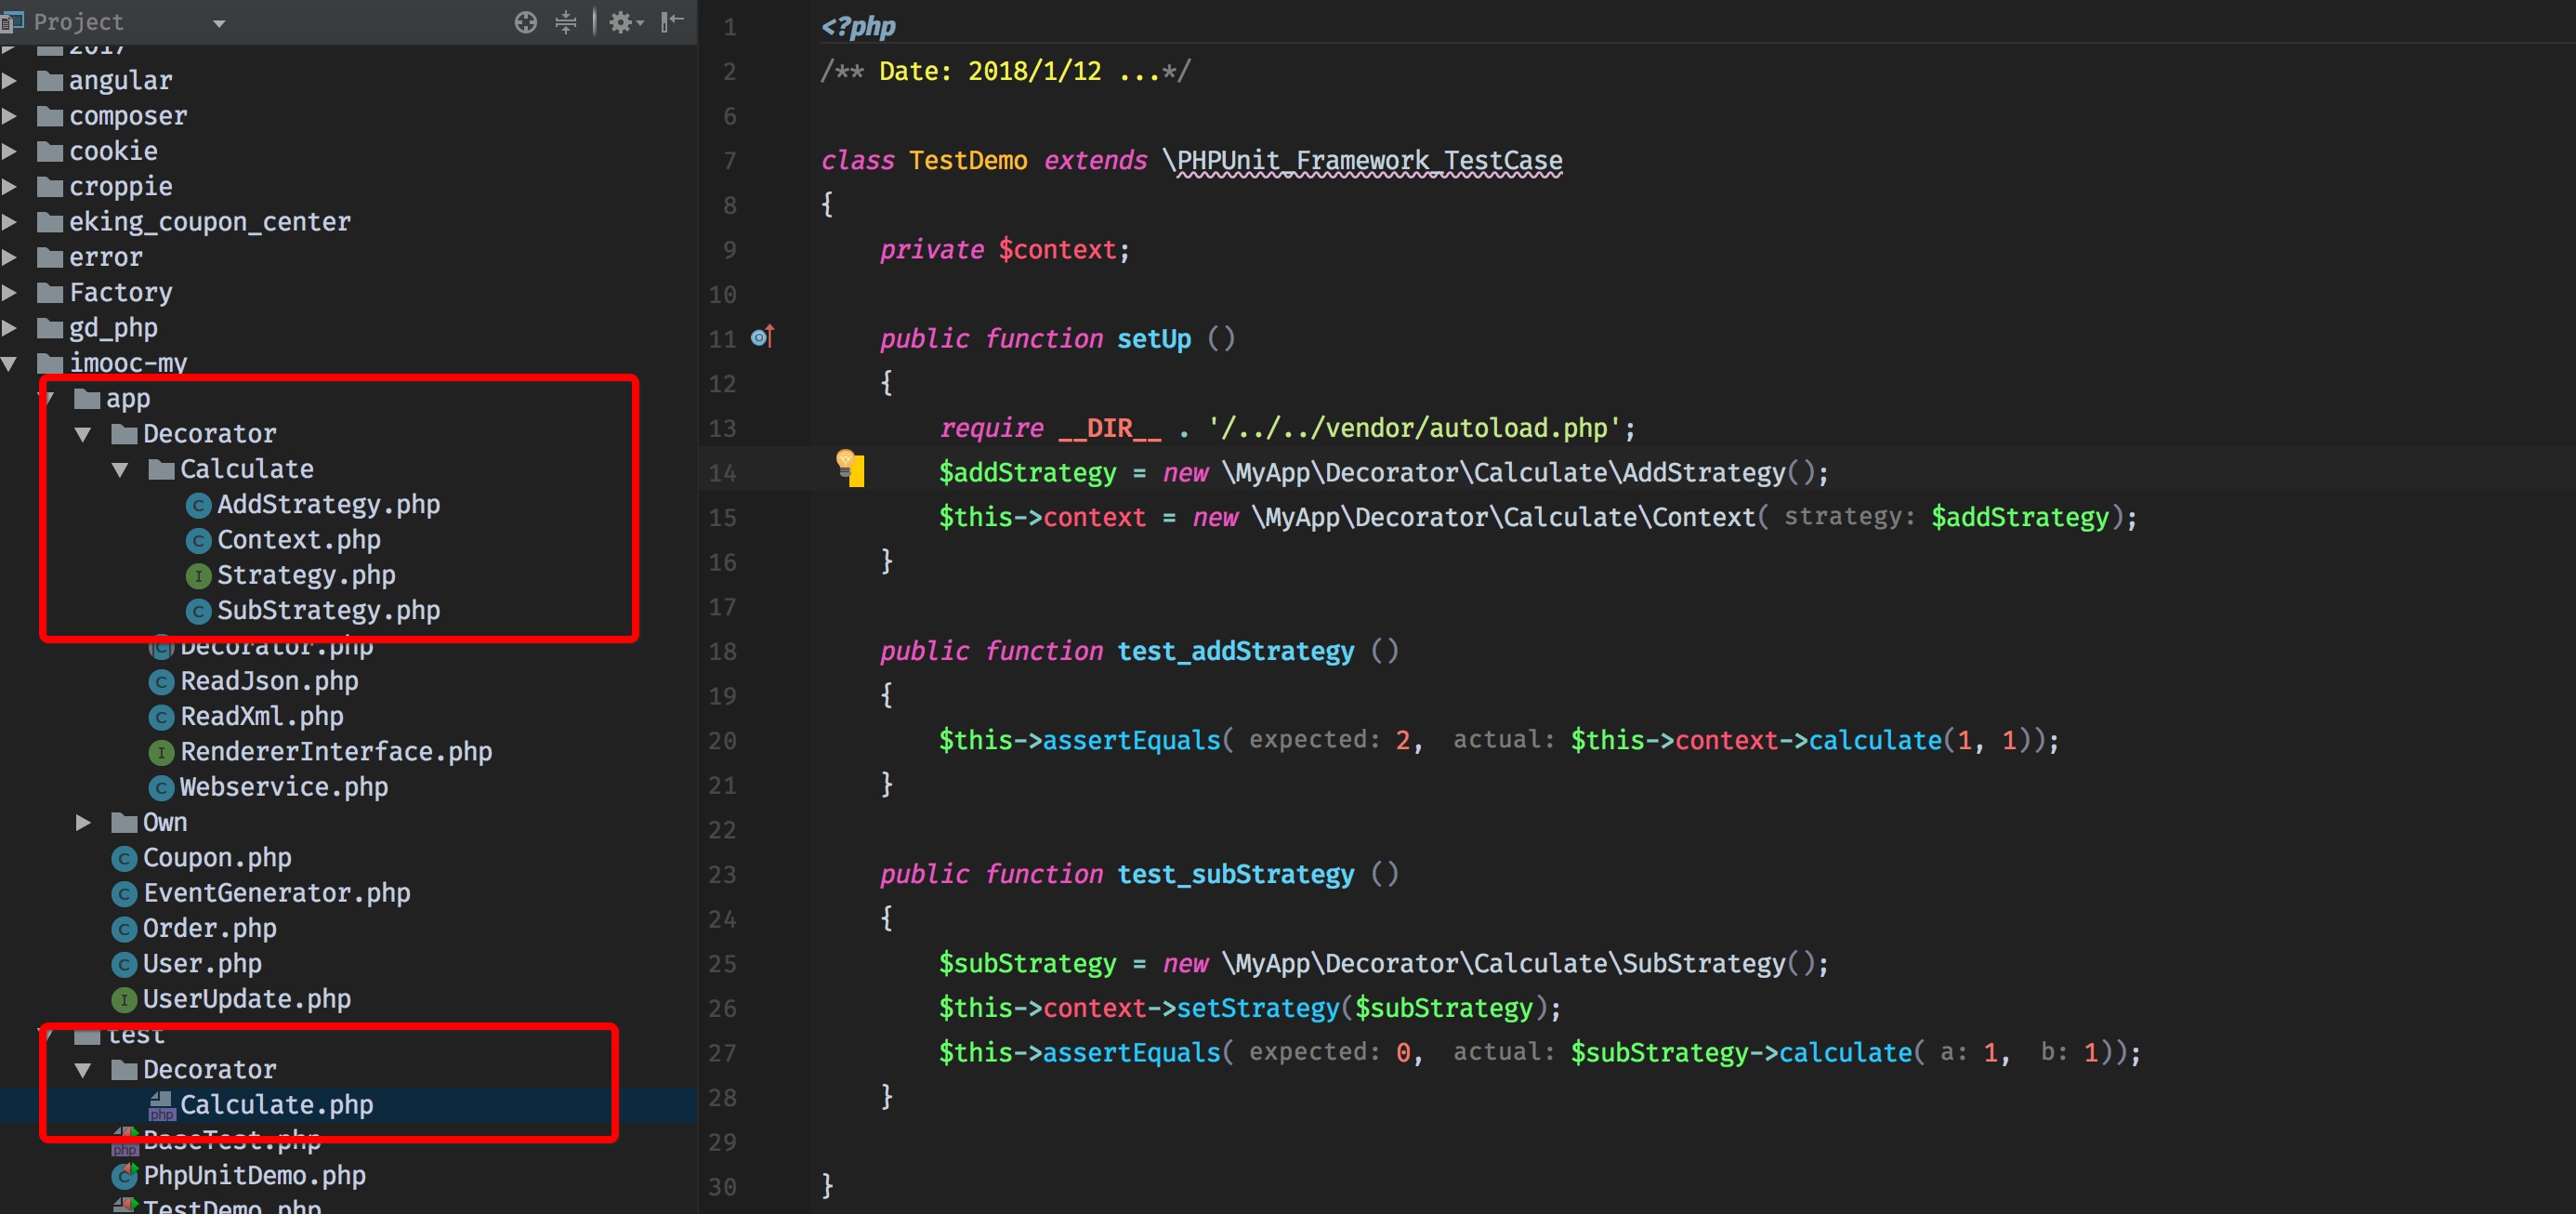 Project
2017
angular
composer
cookie
croppie
eking_coupon_center
error
Factory
gd_php
imooc-my
app
Decorator
Calculate
AddStrategy.php
Context.php
Strategy.php
SubStrategy.php
Decorator.php
ReadJson.php
ReadXml.php
RendererInterface.php
Webservice.php
Own
Coupon.php
EventGenerator.php
Order.php
User.php
UserUpdate.php
test
Decorator
Calculate.php
BaseTest.php
PhpUnitDemo.php
TestDemo.php
1 <?php
2 /** Date: 2018/1/12 ...*/
6
7 class TestDemo extends \PHPUnit_Framework_TestCase
8 {
9 private $context;
10
11 public function setUp ()
12 {
13 require __DIR__ . '/../../vendor/autoload.php';
14 $addStrategy = new \MyApp\Decorator\Calculate\AddStrategy();
15 $this->context = new \MyApp\Decorator\Calculate\Context( strategy: $addStrategy);
16 }
17
18 public function test_addStrategy ()
19 {
20 $this->assertEquals( expected: 2, actual: $this->context->calculate(1, 1));
21 }
22
23 public function test_subStrategy ()
24 {
25 $subStrategy = new \MyApp\Decorator\Calculate\SubStrategy();
26 $this->context->setStrategy($subStrategy);
27 $this->assertEquals( expected: 0, actual: $subStrategy->calculate( a: 1, b: 1));
28 }
29
30 }